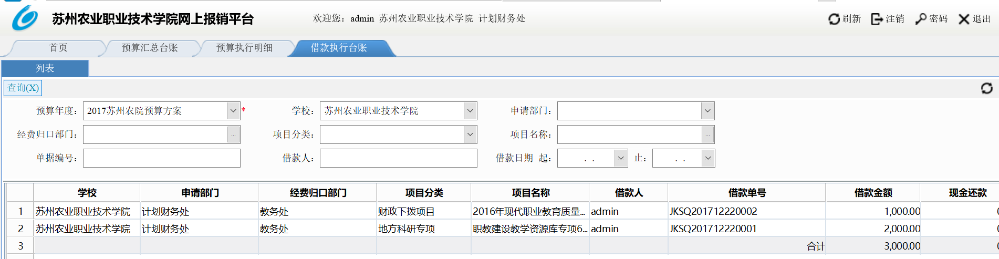 苏州农业职业技术学院网上报销平台 欢迎您：admin 苏州农业职业技术学院 计划财务处 刷新 注销 密码 退出
首页 预算汇总台账 预算执行明细 借款执行台账
列表
查询(X)
预算年度： 2017苏州农院预算方案 * 学校： 苏州农业职业技术学院 申请部门：
经费归口部门： ... 项目分类： 项目名称： ...
单据编号： 借款人： 借款日期 起： . . 止： . .
学校 申请部门 经费归口部门 项目分类 项目名称 借款人 借款单号 借款金额 现金还款
1 苏州农业职业技术学院 计划财务处 教务处 财政下拨项目 2016年现代职业教育质量... admin JKSQ201712220002 1,000.00
2 苏州农业职业技术学院 计划财务处 教务处 地方科研专项 职教建设教学资源库专项6... admin JKSQ201712220001 2,000.00
3 合计 3,000.00